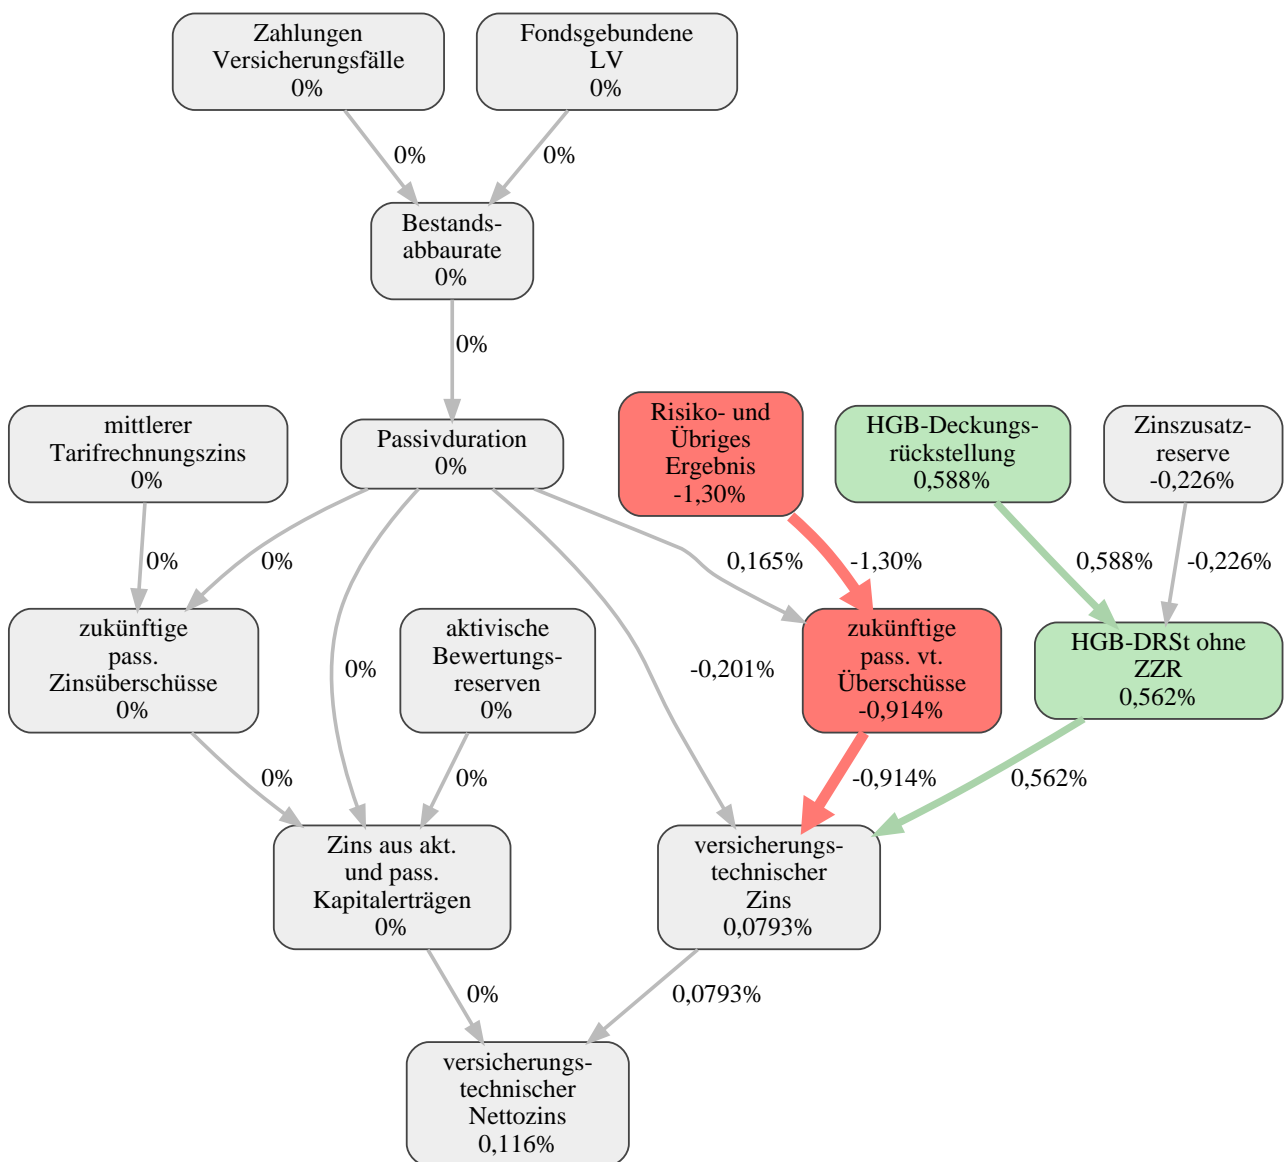 Zahlungen
Versicherungsfälle
0%
Fondsgebundene
LV
0%
0%
0%
Bestands-
abbaurate
0%
0%
mittlerer
Tarifrechnungszins
0%
Passivduration
0%
Risiko- und
Übriges
Ergebnis
-1,30%
HGB-Deckungs-
rückstellung
0,588%
Zinszusatz-
reserve
-0,226%
0%
0%
0,165%
-1,30%
0,588%
-0,226%
zukünftige
pass.
Zinsüberschüsse
0%
0%
aktivische
Bewertungs-
reserven
0%
-0,201%
zukünftige
pass. vt.
Überschüsse
-0,914%
HGB-DRSt ohne
ZZR
0,562%
0%
0%
-0,914%
0,562%
Zins aus akt.
und pass.
Kapitalerträgen
0%
versicherungs-
technischer
Zins
0,0793%
0%
0,0793%
versicherungs-
technischer
Nettozins
0,116%